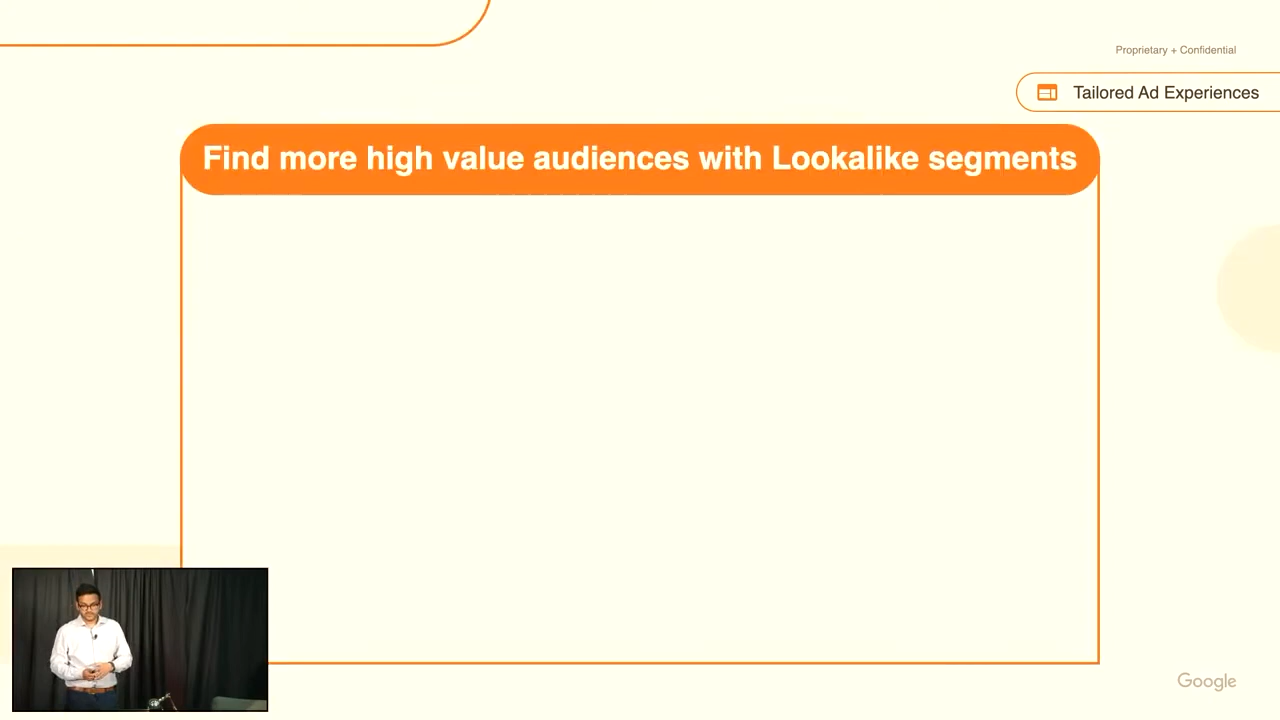 Proprietary + Confidential
Tailored Ad Experiences
Find more high value audiences with Lookalike segments
Google